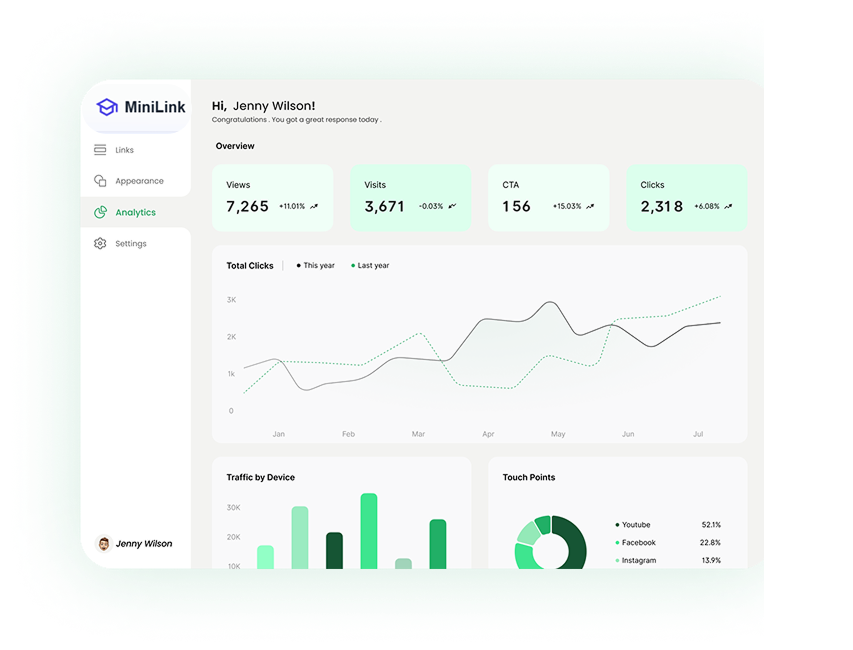 MiniLink
Links
Appearance
Analytics
Settings
Jenny Wilson
Hi, Jenny Wilson!
Congratulations . You got a great response today .
Overview
Views
7,265 +11.01%
Visits
3,671 -0.03%
CTA
156 +15.03%
Clicks
2,318 +6.08%
Total Clicks This year Last year
3K
2K
1k
0
Jan Feb Mar Apr May Jun Jul
Traffic by Device
30K
20K
10K
Touch Points
Youtube 52.1%
Facebook 22.8%
Instagram 13.9%